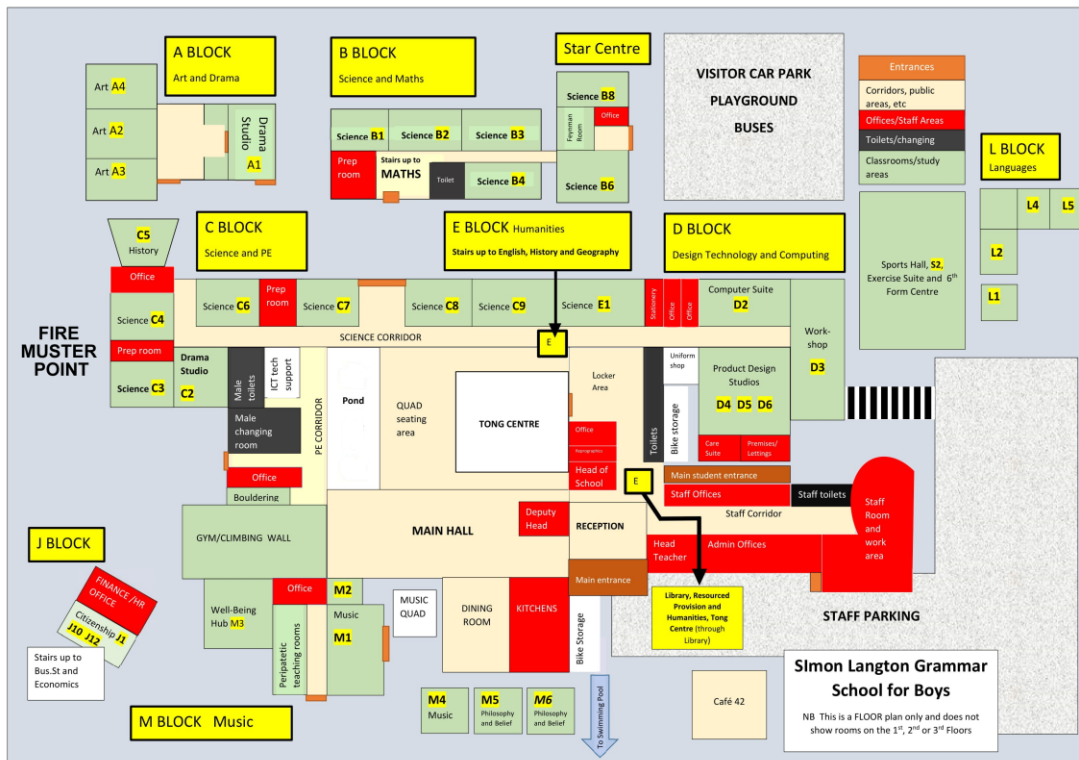 A BLOCK
Art and Drama
Art A4
Art A2
Art A3
Drama
Studio
A1
B BLOCK
Science and Maths
Science B1
Science B2
Science B3
Prep
room
Stairs up to
MATHS
Toilet
Science B4
Star Centre
Science B8
Feynman
Room
Office
Science B6
VISITOR CAR PARK
PLAYGROUND
BUSES
Entrances
Corridors, public
areas, etc
Offices/Staff Areas
Toilets/changing
Classrooms/study
areas
L BLOCK
Languages
L4
L5
L2
L1
Sports Hall, S2,
Exercise Suite and 6th
Form Centre
C5
History
Office
Science C4
Prep room
Science C3
FIRE
MUSTER
POINT
C BLOCK
Science and PE
E BLOCK Humanities
Stairs up to English, History and Geography
D BLOCK
Design Technology and Computing
Science C6
Prep
room
Science C7
Science C8
Science C9
Science E1
Stationery
Office
Office
Computer Suite
D2
Work-
shop
D3
SCIENCE CORRIDOR
E
Drama
Studio
C2
Male
toilets
ICT tech
support
Male
changing
room
PE CORRIDOR
Pond
QUAD
seating
area
TONG CENTRE
Locker
Area
Office
Reprographics
Head of
School
Toilets
Uniform
shop
Bike storage
Product Design
Studios
D4 D5 D6
Care
Suite
Premises/
Lettings
Main student entrance
E
Staff Offices
Staff toilets
Staff
Room
and
work
area
Staff Corridor
Office
Bouldering
GYM/CLIMBING WALL
MAIN HALL
Deputy
Head
RECEPTION
Head
Teacher
Admin Offices
Main entrance
J BLOCK
FINANCE /HR
OFFICE
Citizenship J1
J10 J12
Stairs up to
Bus.St and
Economics
Well-Being
Hub M3
Office
M2
Music
M1
Peripatetic
teaching rooms
MUSIC
QUAD
DINING
ROOM
KITCHENS
Bike Storage
Library, Resourced
Provision and
Humanities, Tong
Centre (through
Library)
STAFF PARKING
M BLOCK Music
M4
Music
M5
Philosophy
and Belief
M6
Philosophy
and Belief
To Swimming Pool
Café 42
SImon Langton Grammar
School for Boys
NB This is a FLOOR plan only and does not
show rooms on the 1st, 2nd or 3rd Floors